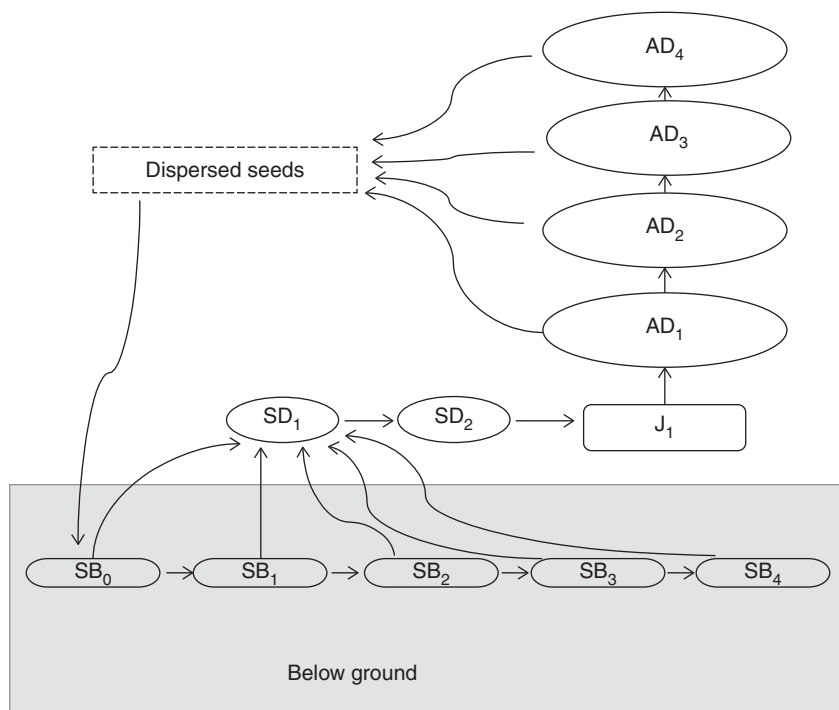 AD₄
AD₃
Dispersed seeds
AD₂
AD₁
SD₁
SD₂
J₁
SB₀
SB₁
SB₂
SB₃
SB₄
Below ground